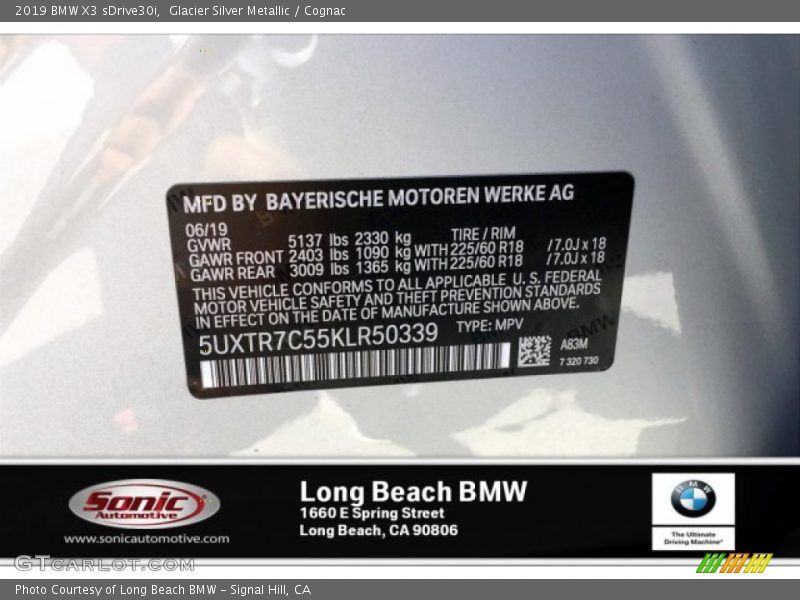 2019 BMW X3 sDrive30i, Glacier Silver Metallic / Cognac
MFD BY BAYERISCHE MOTOREN WERKE AG
06/19 TIRE / RIM
GVWR 5137 lbs 2330 kg
GAWR FRONT 2403 lbs 1090 kg WITH 225/60 R18 /7.0J x 18
GAWR REAR 3009 lbs 1365 kg WITH 225/60 R18 /7.0J x 18
THIS VEHICLE CONFORMS TO ALL APPLICABLE U.S. FEDERAL
MOTOR VEHICLE SAFETY AND THEFT PREVENTION STANDARDS
IN EFFECT ON THE DATE OF MANUFACTURE SHOWN ABOVE.
5UXTR7C55KLR50339 TYPE: MPV
A83M
7 320 730
Sonic
Automotive
www.sonicautomotive.com
Long Beach BMW
1660 E Spring Street
Long Beach, CA 90806
BMW
The Ultimate
Driving Machine®
GTcarlot.com
Photo Courtesy of Long Beach BMW - Signal Hill, CA